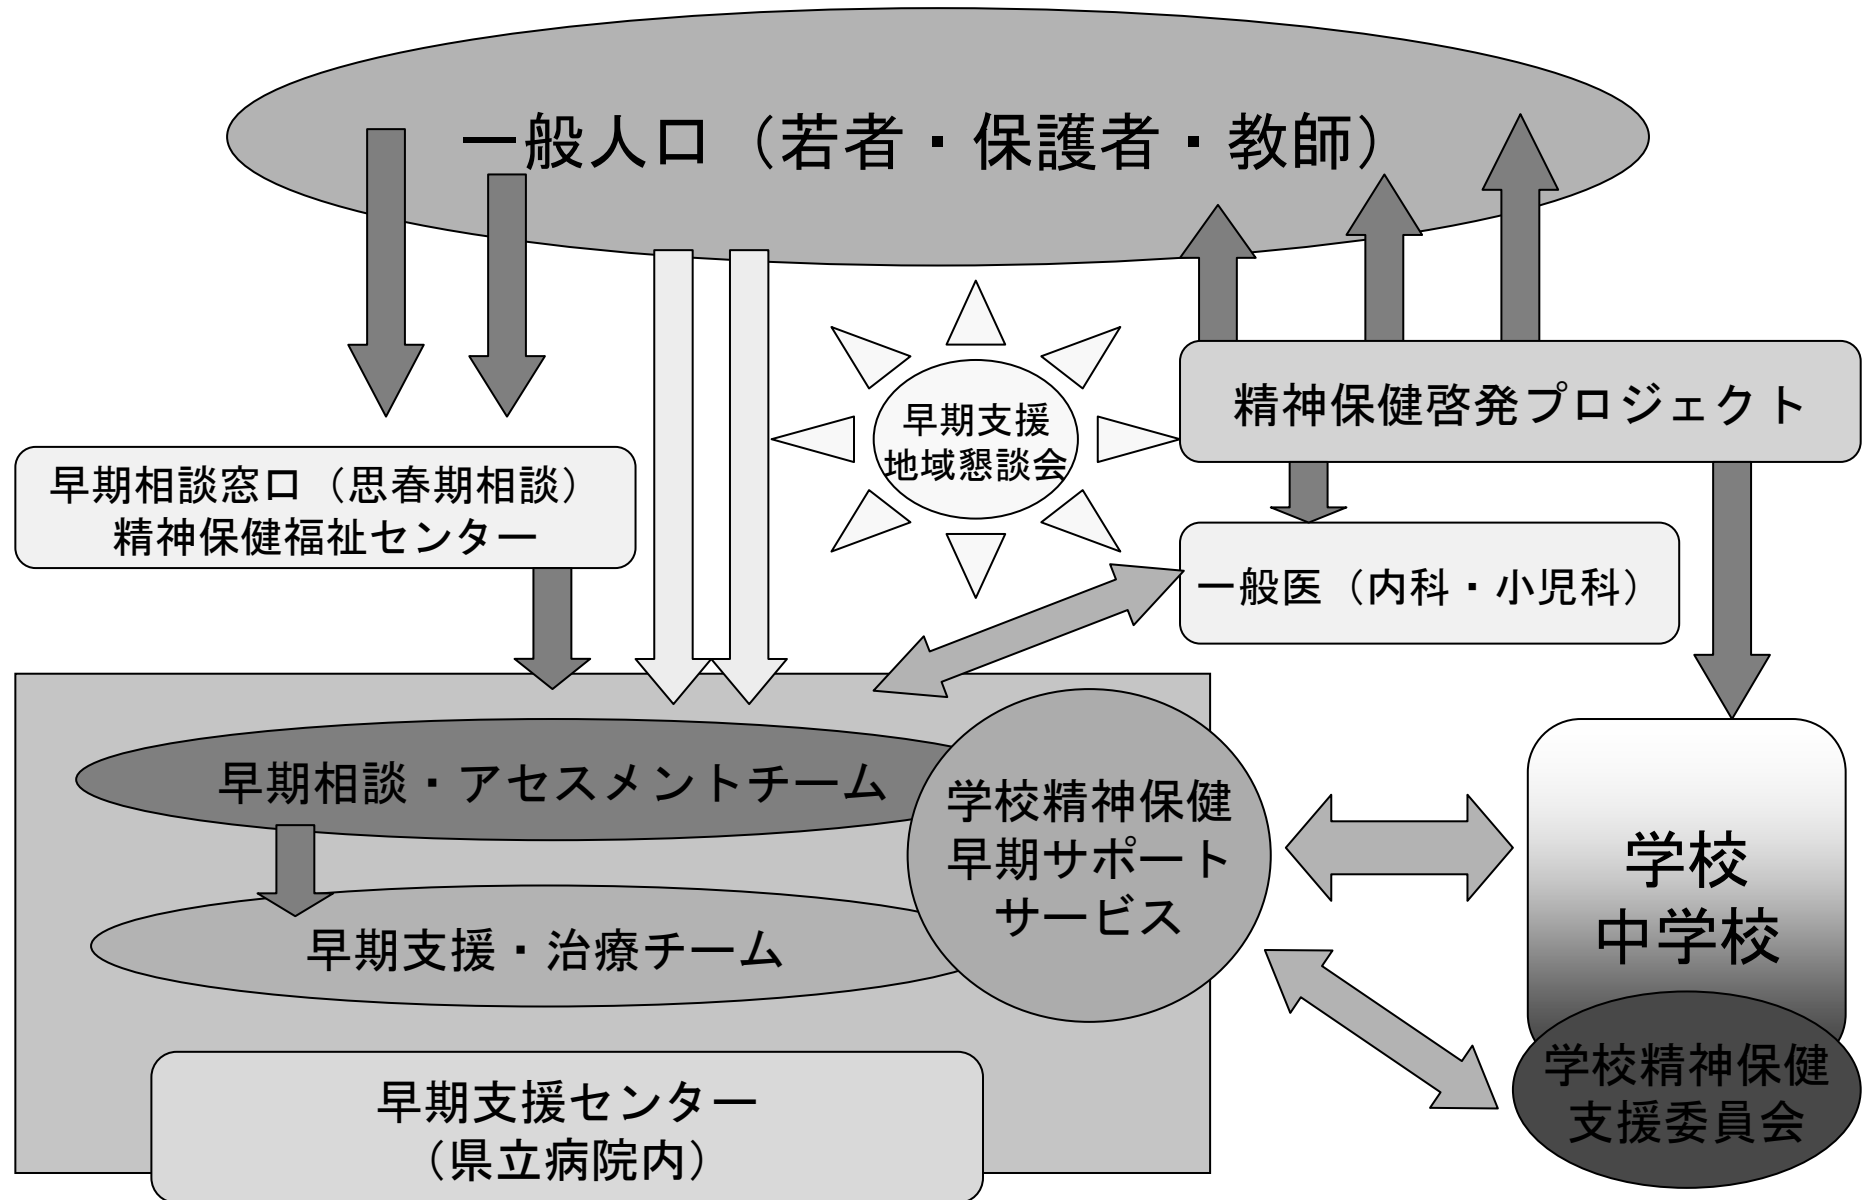 一般人口（若者・保護者・教師）
精神保健啓発プロジェクト
早期支援
地域懇談会
早期相談窓口（思春期相談）
精神保健福祉センター
一般医（内科・小児科）
早期相談・アセスメントチーム
学校精神保健
早期サポート
サービス
学校
中学校
早期支援・治療チーム
学校精神保健
支援委員会
早期支援センター
（県立病院内）